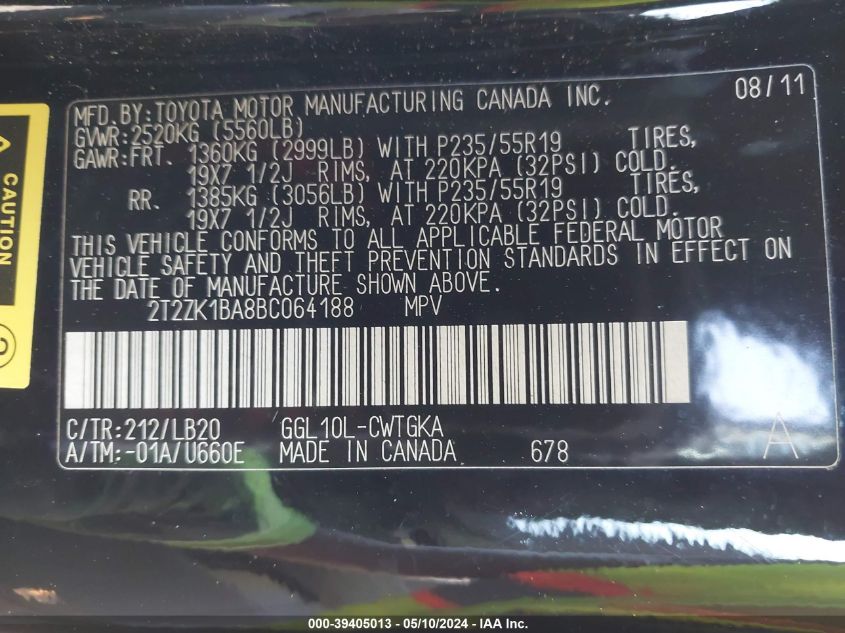 MFD.BY:TOYOTA MOTOR MANUFACTURING CANADA INC. 08/11
GVWR:2520KG (5560LB)
GAWR:FRT. 1360KG (2999LB) WITH P235/55R19 TIRES,
19X7 1/2J RIMS, AT 220KPA (32PSI) COLD.
RR. 1385KG (3056LB) WITH P235/55R19 TIRES,
19X7 1/2J RIMS, AT 220KPA (32PSI) COLD.
THIS VEHICLE CONFORMS TO ALL APPLICABLE FEDERAL MOTOR
VEHICLE SAFETY AND THEFT PREVENTION STANDARDS IN EFFECT ON
THE DATE OF MANUFACTURE SHOWN ABOVE.
2T2ZK1BA8BC064188 MPV
C/TR:212/LB20 GGL10L-CWTGKA
A/TM:-01A/U660E MADE IN CANADA 678 A
CAUTION
000-39405013 - 05/10/2024 - IAA Inc.